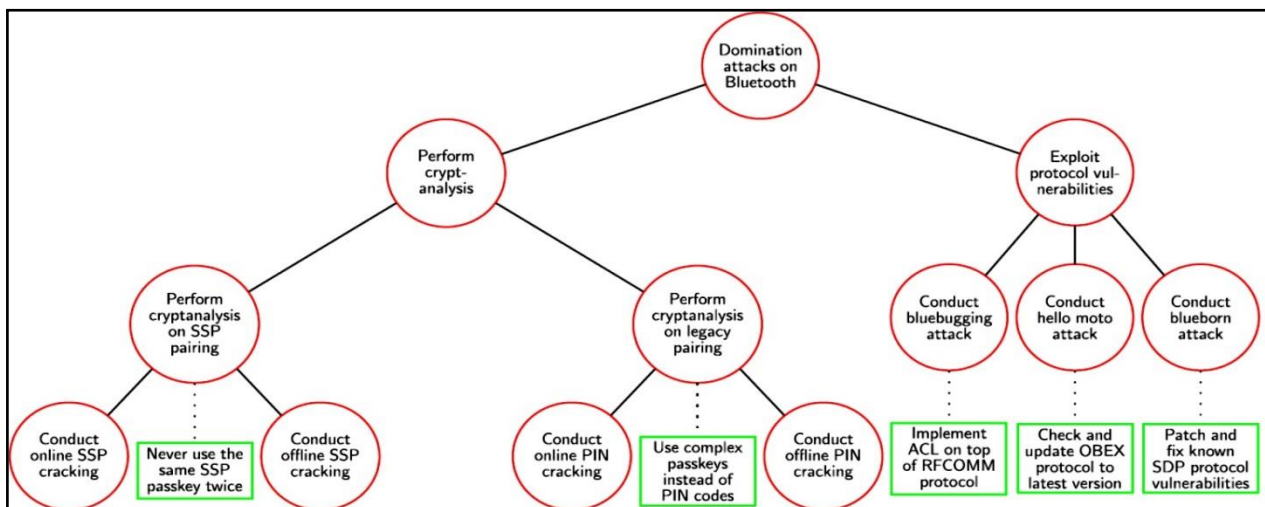 Domination
attacks on
Bluetooth
Perform
crypt-
analysis
Exploit
protocol vul-
nerabilities
Perform
cryptanalysis
on SSP
pairing
Perform
cryptanalysis
on legacy
pairing
Conduct
bluebugging
attack
Conduct
hello moto
attack
Conduct
blueborn
attack
Conduct
online SSP
cracking
Never use the
same SSP
passkey twice
Conduct
offline SSP
cracking
Conduct
online PIN
cracking
Use complex
passkeys
instead of
PIN codes
Conduct
offline PIN
cracking
Implement
ACL on top
of RFCOMM
protocol
Check and
update OBEX
protocol to
latest version
Patch and
fix known
SDP protocol
vulnerabilities